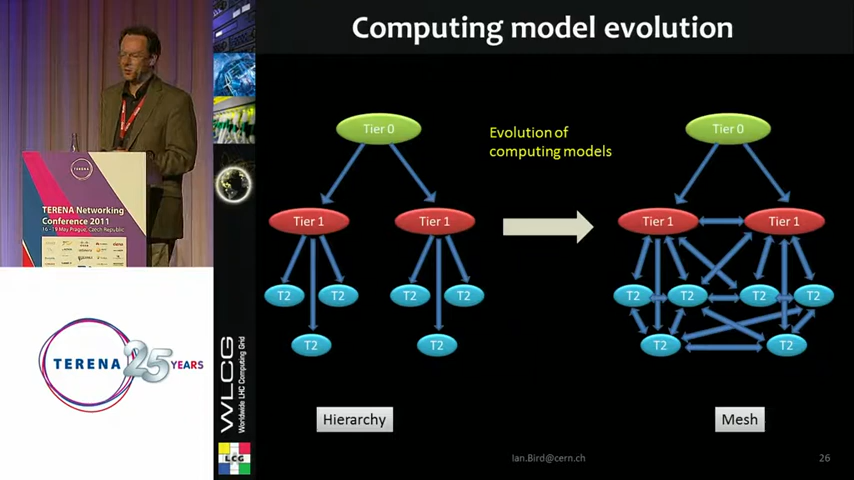 Computing model evolution
Tier 0
Tier 1
Tier 1
T2
T2
T2
T2
T2
T2
Hierarchy
Evolution of
computing models
Tier 0
Tier 1
Tier 1
T2
T2
T2
T2
T2
T2
Mesh
Ian.Bird@cern.ch
26
WLCG
Worldwide LHC Computing Grid
LCG
TERENA Networking
Conference 2011
16 - 19 May Prague, Czech Republic
TERENA 25 YEARS